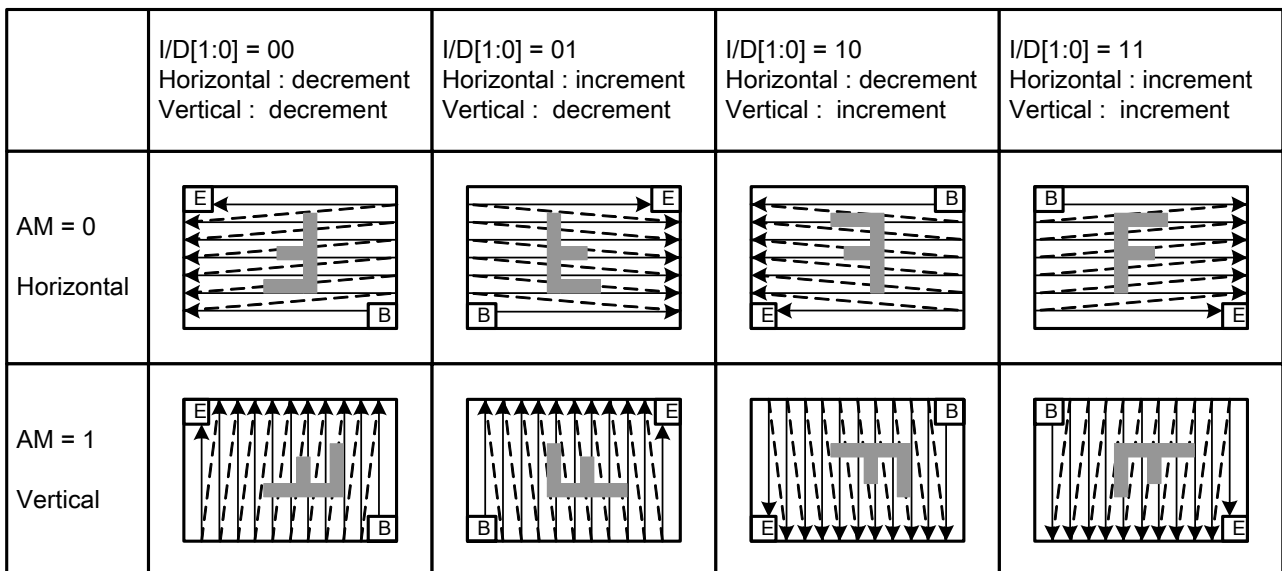 I/D[1:0] = 00
Horizontal : decrement
Vertical : decrement
I/D[1:0] = 01
Horizontal : increment
Vertical : decrement
I/D[1:0] = 10
Horizontal : decrement
Vertical : increment
I/D[1:0] = 11
Horizontal : increment
Vertical : increment
AM = 0
Horizontal
E
B
E
B
B
E
B
E
AM = 1
Vertical
E
B
E
B
B
E
B
E